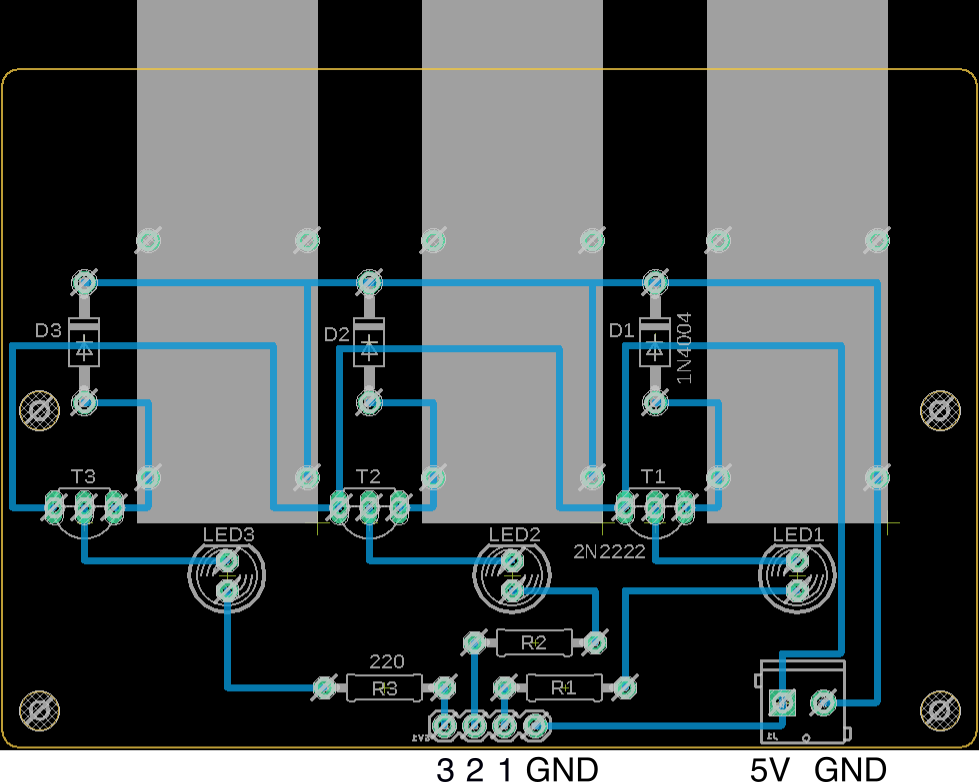 D3
D2
D1
1N4004
T3
T2
T1
LED3
LED2
LED1
2N2222
R2
220
R3
R1
3 2 1 GND
5V GND